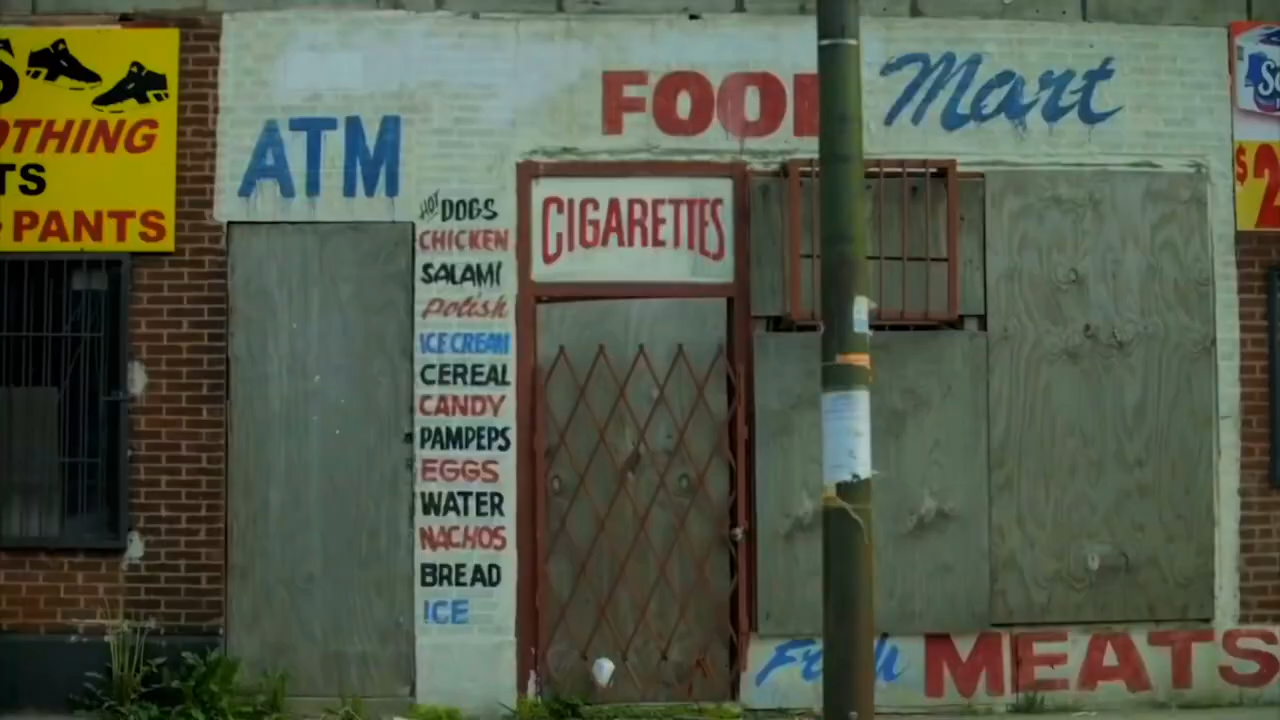 OTHING
TS
PANTS
ATM
FOOD Mart
CIGARETTES
HOT DOGS
CHICKEN
SALAMI
Polish
ICE CREAM
CEREAL
CANDY
PAMPEPS
EGGS
WATER
NACHOS
BREAD
ICE
Fresh MEATS
$2